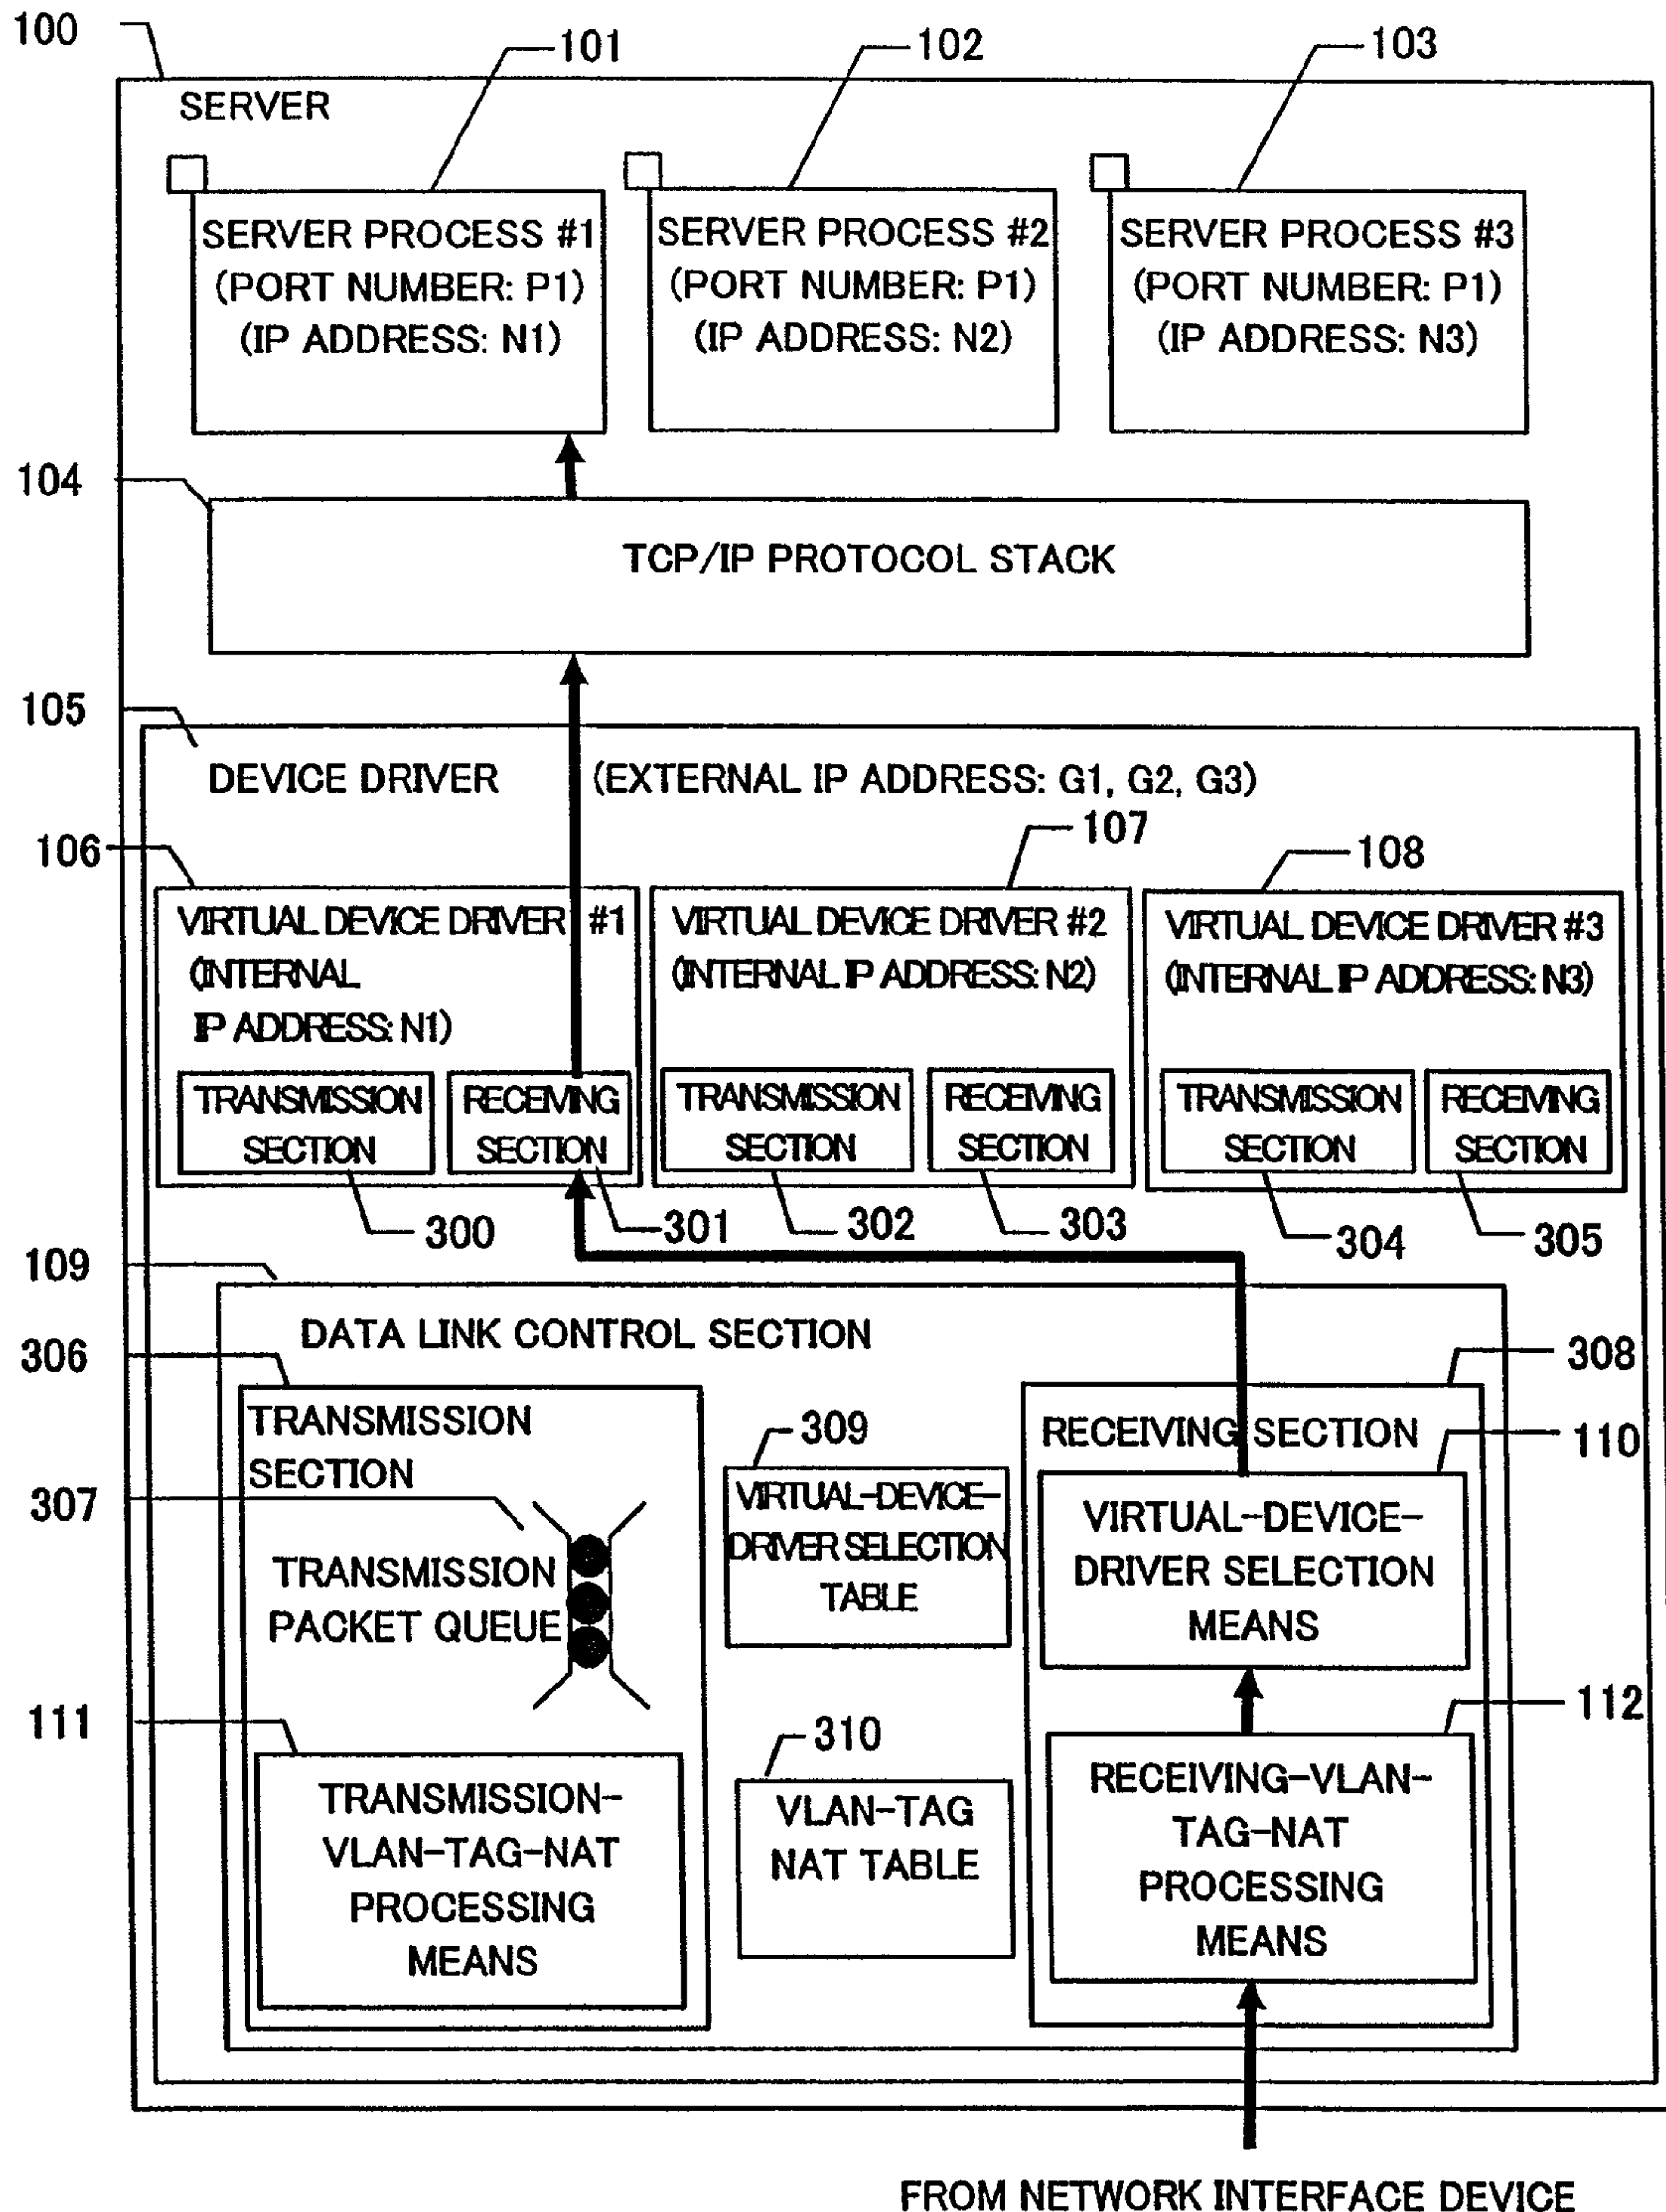 100
101
102
103
SERVER
SERVER PROCESS #1
(PORT NUMBER: P1)
(IP ADDRESS: N1)
SERVER PROCESS #2
(PORT NUMBER: P1)
(IP ADDRESS: N2)
SERVER PROCESS #3
(PORT NUMBER: P1)
(IP ADDRESS: N3)
104
TCP/IP PROTOCOL STACK
105
DEVICE DRIVER
(EXTERNAL IP ADDRESS: G1, G2, G3)
106
107
108
VIRTUAL DEVICE DRIVER #1
(INTERNAL
IP ADDRESS: N1)
TRANSMISSION
SECTION
RECEIVING
SECTION
VIRTUAL DEVICE DRIVER #2
(INTERNAL IP ADDRESS: N2)
TRANSMISSION
SECTION
RECEIVING
SECTION
VIRTUAL DEVICE DRIVER #3
(INTERNAL IP ADDRESS: N3)
TRANSMISSION
SECTION
RECEIVING
SECTION
300
301
302
303
304
305
109
DATA LINK CONTROL SECTION
306
308
TRANSMISSION
SECTION
307
TRANSMISSION
PACKET QUEUE
111
TRANSMISSION-
VLAN-TAG-NAT
PROCESSING
MEANS
309
VIRTUAL-DEVICE-
DRIVER SELECTION
TABLE
310
VLAN-TAG
NAT TABLE
RECEIVING SECTION
110
VIRTUAL-DEVICE-
DRIVER SELECTION
MEANS
112
RECEIVING-VLAN-
TAG-NAT
PROCESSING
MEANS
FROM NETWORK INTERFACE DEVICE